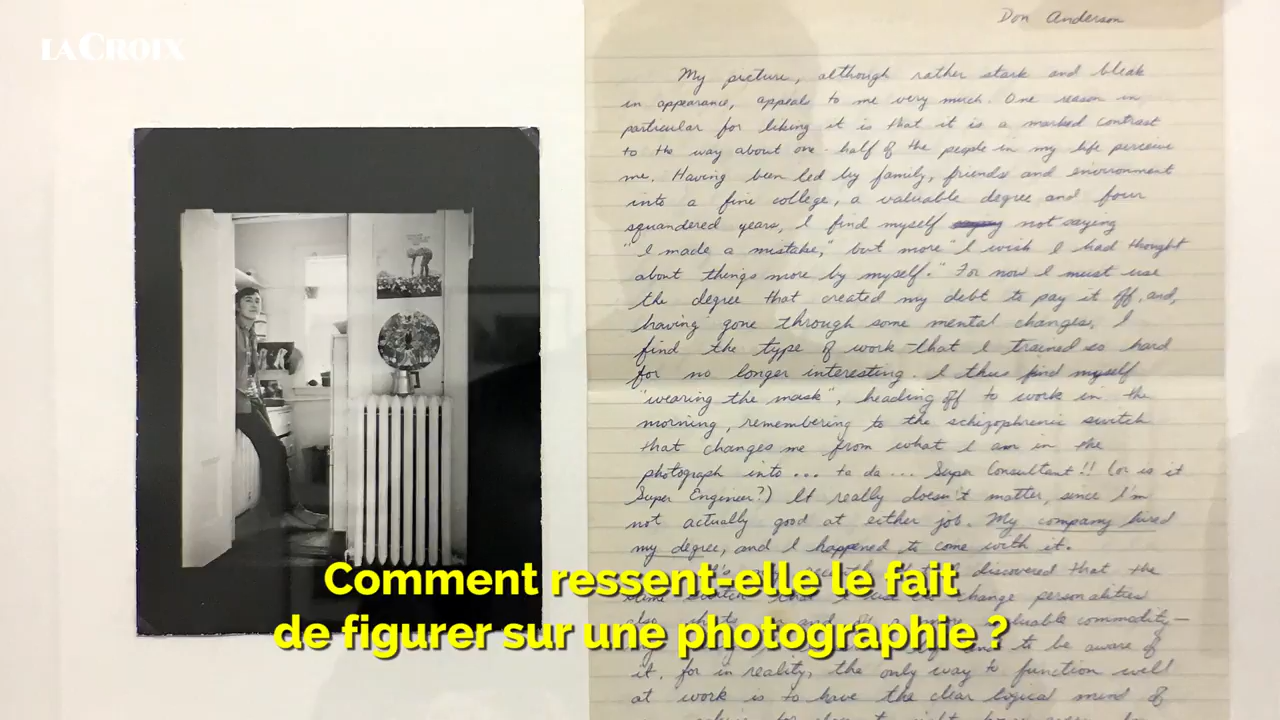 LACROIX
Don Anderson
My picture, although rather stark and bleak
in appearance, appeals to me very much. One reason in
particular for liking it is that it is a marked contrast
to the way about one-half of the people in my life perceive
me. Having been led by family, friends and environment
into a fine college, a valuable degree and four
squandered years, I find myself saying not saying
"I made a mistake," but more "I wish I had thought
about things more by myself." For now I must use
the degree that created my debt to pay it off, and,
having gone through some mental changes, I
find the type of work that I trained so hard
for no longer interesting. I thus find myself
"wearing the mask", heading off to work in the
morning, remembering to the schizophrenic switch
that changes me from what I am in the
photograph into... ta da... Super Consultant!! (or is it
Super Engineer?) It really doesn't matter, since I'm
not actually good at either job. My company hired
my degree, and I happened to come with it.
discovered that the
change personalities
commodity-
to be aware of
it, for in reality, the only way to function well
at work is to have the clear logical mind of
Comment ressent-elle le fait
de figurer sur une photographie ?